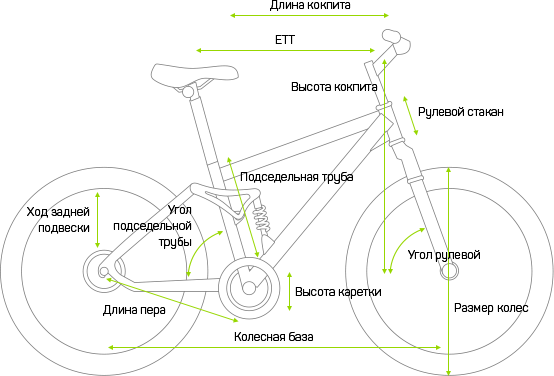 Длина кокпита
ETT
Высота кокпита
Рулевой стакан
Подседельная труба
Ход задней
подвески
Угол
подседельной
трубы
Угол рулевой
Высота каретки
Длина пера
Размер колес
Колесная база